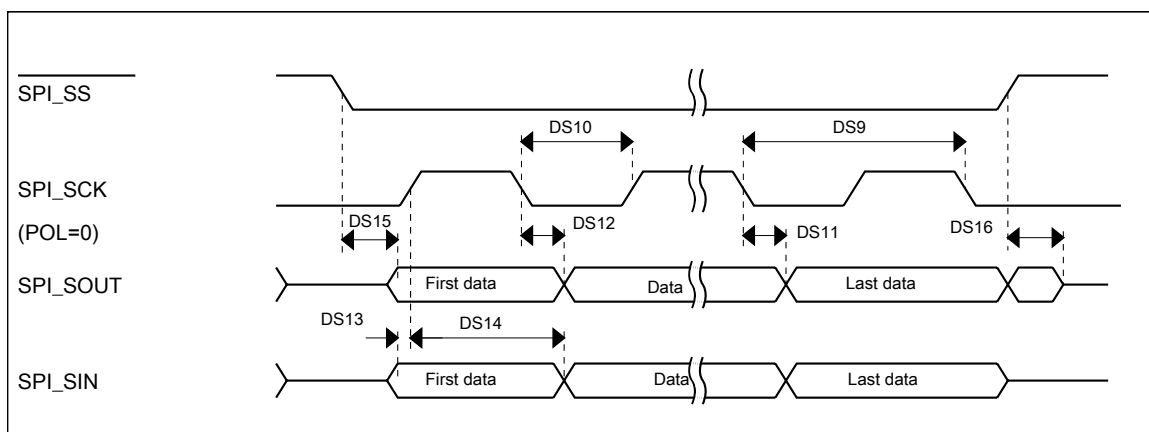 SPI_SS
DS10
DS9
SPI_SCK
(POL=0)
DS15
DS12
DS11
DS16
SPI_SOUT
First data
Data
Last data
DS13
DS14
SPI_SIN
First data
Data
Last data